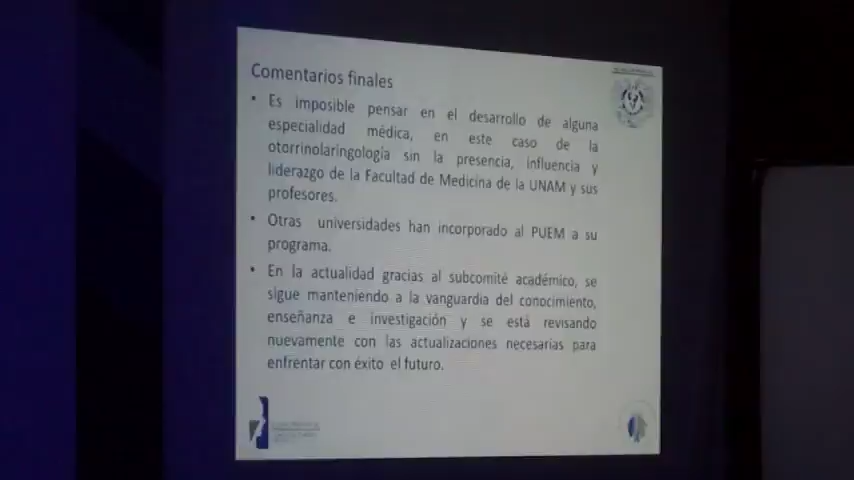 Comentarios finales
• Es imposible pensar en el desarrollo de alguna
especialidad médica, en este caso de la
otorrinolaringología sin la presencia, influencia y
liderazgo de la Facultad de Medicina de la UNAM y sus
profesores.
• Otras universidades han incorporado al PUEM a su
programa.
• En la actualidad gracias al subcomité académico, se
sigue manteniendo a la vanguardia del conocimiento,
enseñanza e investigación y se está revisando
nuevamente con las actualizaciones necesarias para
enfrentar con éxito el futuro.